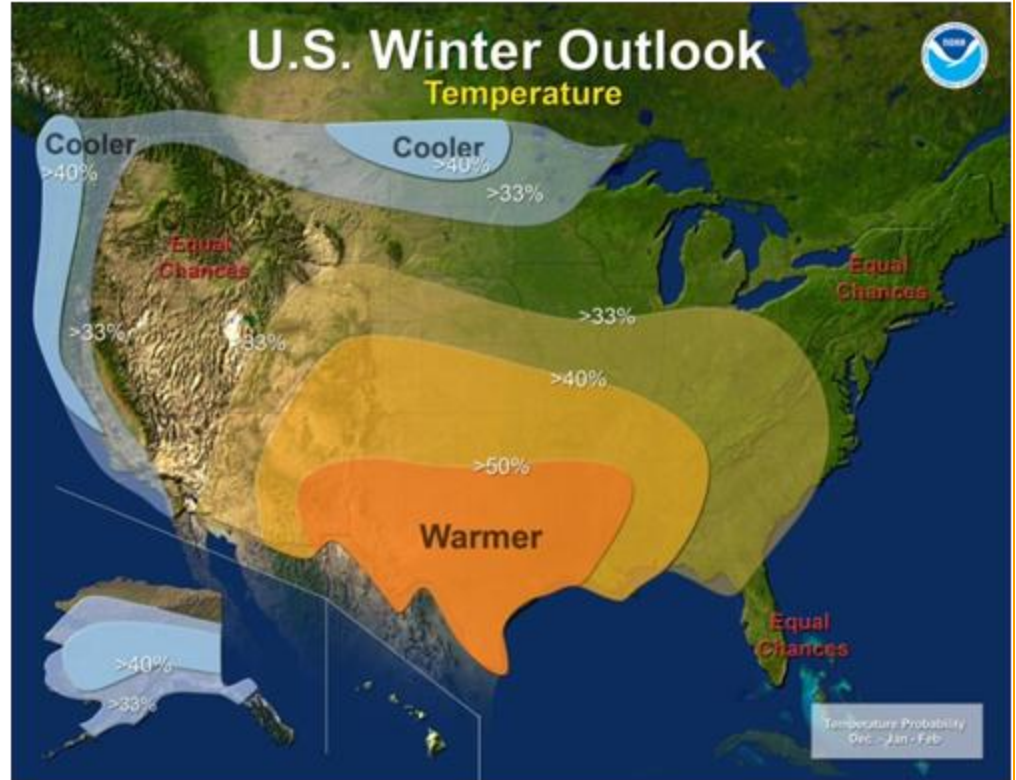 U.S. Winter Outlook
Temperature
NOAA
Cooler
>40%
Cooler
>40%
>33%
Equal
Chances
Equal
Chances
>33%
>33%
>33%
>40%
>50%
Warmer
Equal
Chances
>40%
>33%
Temperature Probability
Dec - Jan - Feb